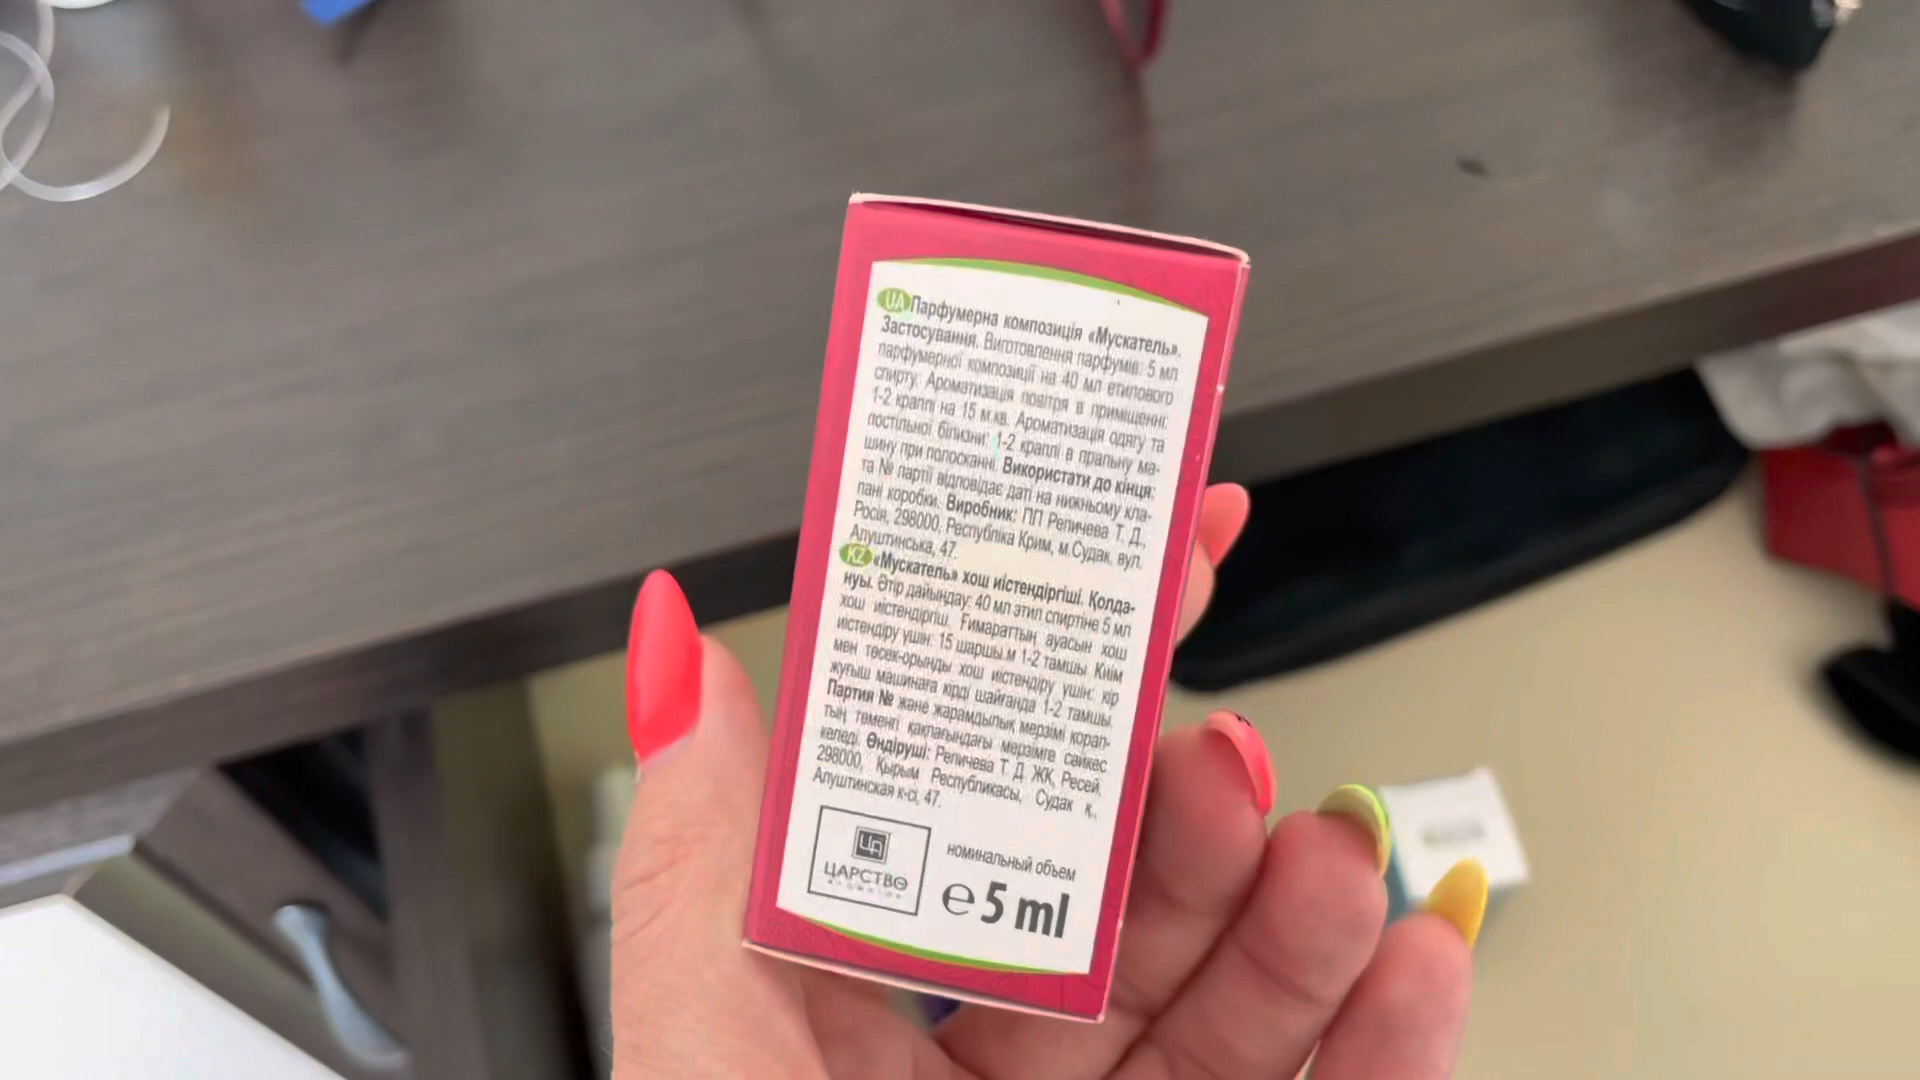 UA Парфумерна композиція «Мускатель».
Застосування. Виготовлення парфумів: 5 мл
парфумерної композиції на 40 мл етилового
спирту. Ароматизація повітря в приміщенні:
1-2 краплі на 15 м.кв. Ароматизація одягу та
постільної білизни: 1-2 краплі в пральну ма-
шину при полосканні. Використати до кінця:
та № партії відповідає даті на нижньому кла-
пані коробки. Виробник: ПП Репичева Т. Д.,
Росія, 298000, Республіка Крим, м.Судак, вул.
Алуштинська, 47.
KZ «Мускатель» хош иістендіргіші. Қолда-
нуы. Әтір дайындау: 40 мл этил спиртіне 5 мл
хош иістендіргіш. Ғимараттың ауасын хош
иістендіру үшін: 15 шаршы.м 1-2 тамшы. Киім
мен төсек-орынды хош иістендіру үшін: кір
жуғыш машинаға кірді шайғанда 1-2 тамшы.
Партия № және жарамдылық мерзімі корап-
тың төменгі қақпағындағы мерзімге сәйкес
келеді. Өндіруші: Репичева Т. Д. ЖК, Ресей,
298000, Қырым Республикасы, Судак қ.,
Алуштинская к-сі, 47.
ЦА
ЦАРСТВО
номинальный объем
℮ 5 ml